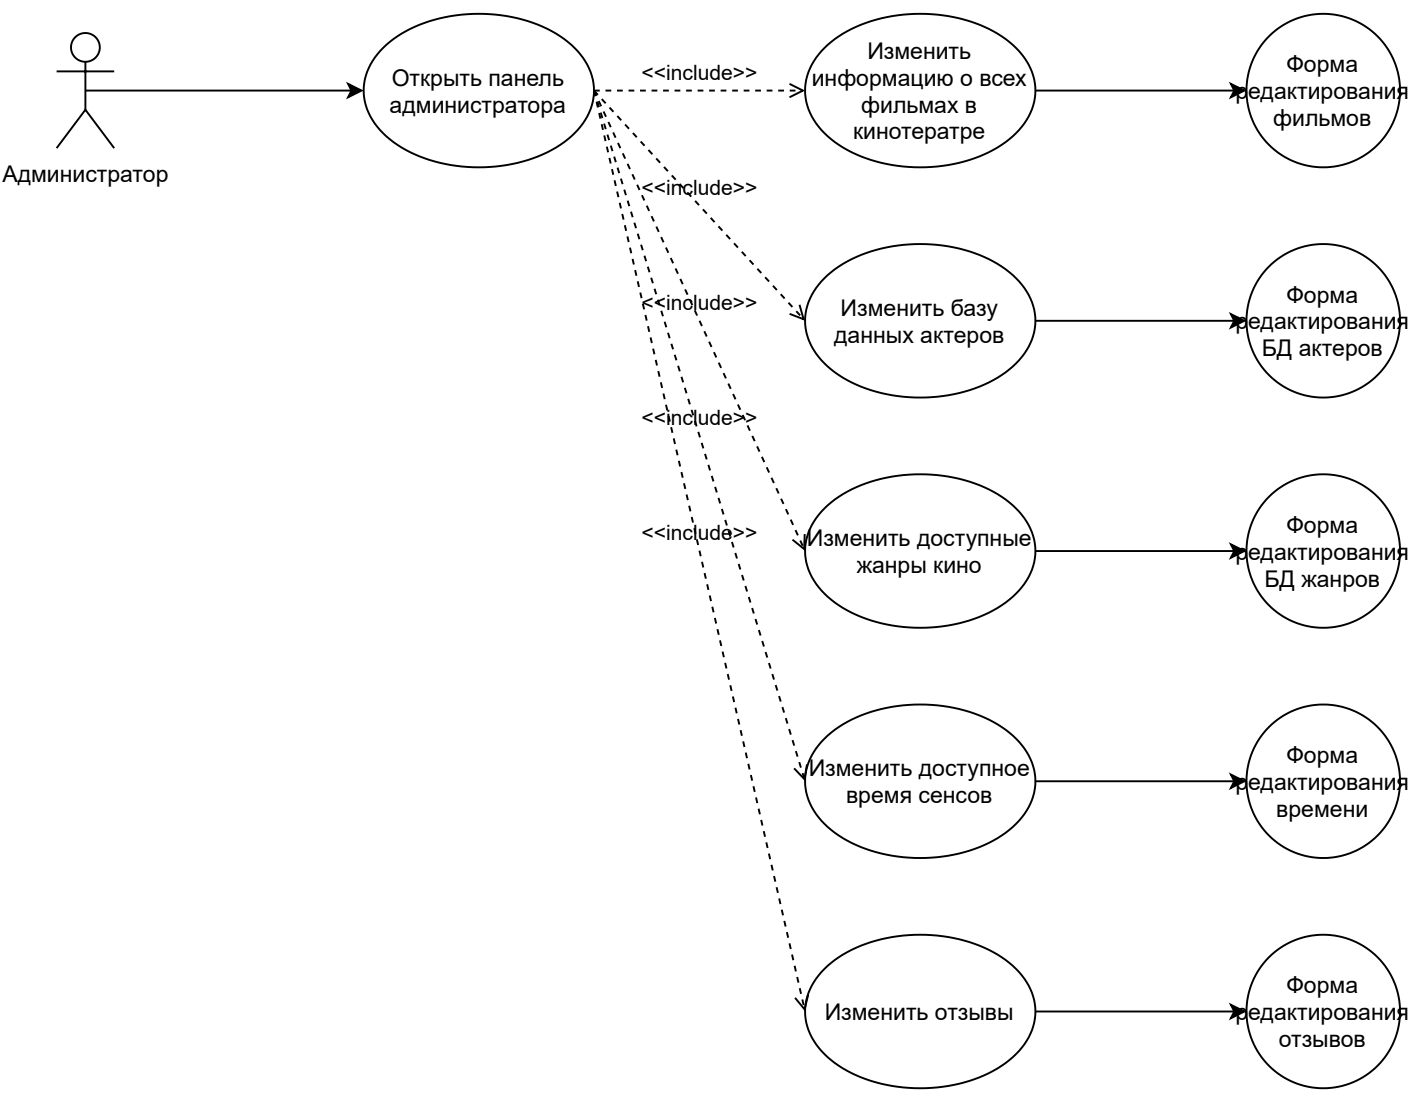 Администратор
Открыть панель
администратора
<<include>>
Изменить
информацию о всех
фильмах в
кинотератре
Форма
редактирования
фильмов
<<include>>
Изменить базу
данных актеров
Форма
редактирования
БД актеров
<<include>>
<<include>>
Изменить доступные
жанры кино
Форма
редактирования
БД жанров
<<include>>
Изменить доступное
время сенсов
Форма
редактирования
времени
Изменить отзывы
Форма
редактирования
отзывов